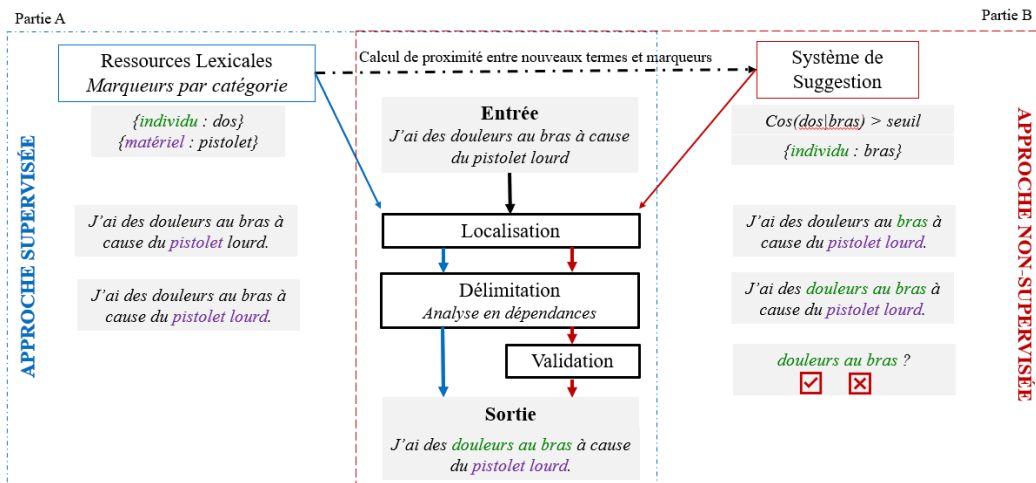 Partie A
Partie B
Ressources Lexicales
Marqueurs par catégorie
Calcul de proximité entre nouveaux termes et marqueurs
Système de
Suggestion
{individu : dos}
{matériel : pistolet}
Entrée
J’ai des douleurs au bras à cause
du pistolet lourd
Cos(dos|bras) > seuil
{individu : bras}
APPROCHE SUPERVISÉE
APPROCHE NON-SUPERVISÉE
J’ai des douleurs au bras à
cause du pistolet lourd.
Localisation
J’ai des douleurs au bras à
cause du pistolet lourd.
J’ai des douleurs au bras à
cause du pistolet lourd.
Délimitation
Analyse en dépendances
J’ai des douleurs au bras à
cause du pistolet lourd.
Validation
douleurs au bras ?
Sortie
J’ai des douleurs au bras à cause
du pistolet lourd.